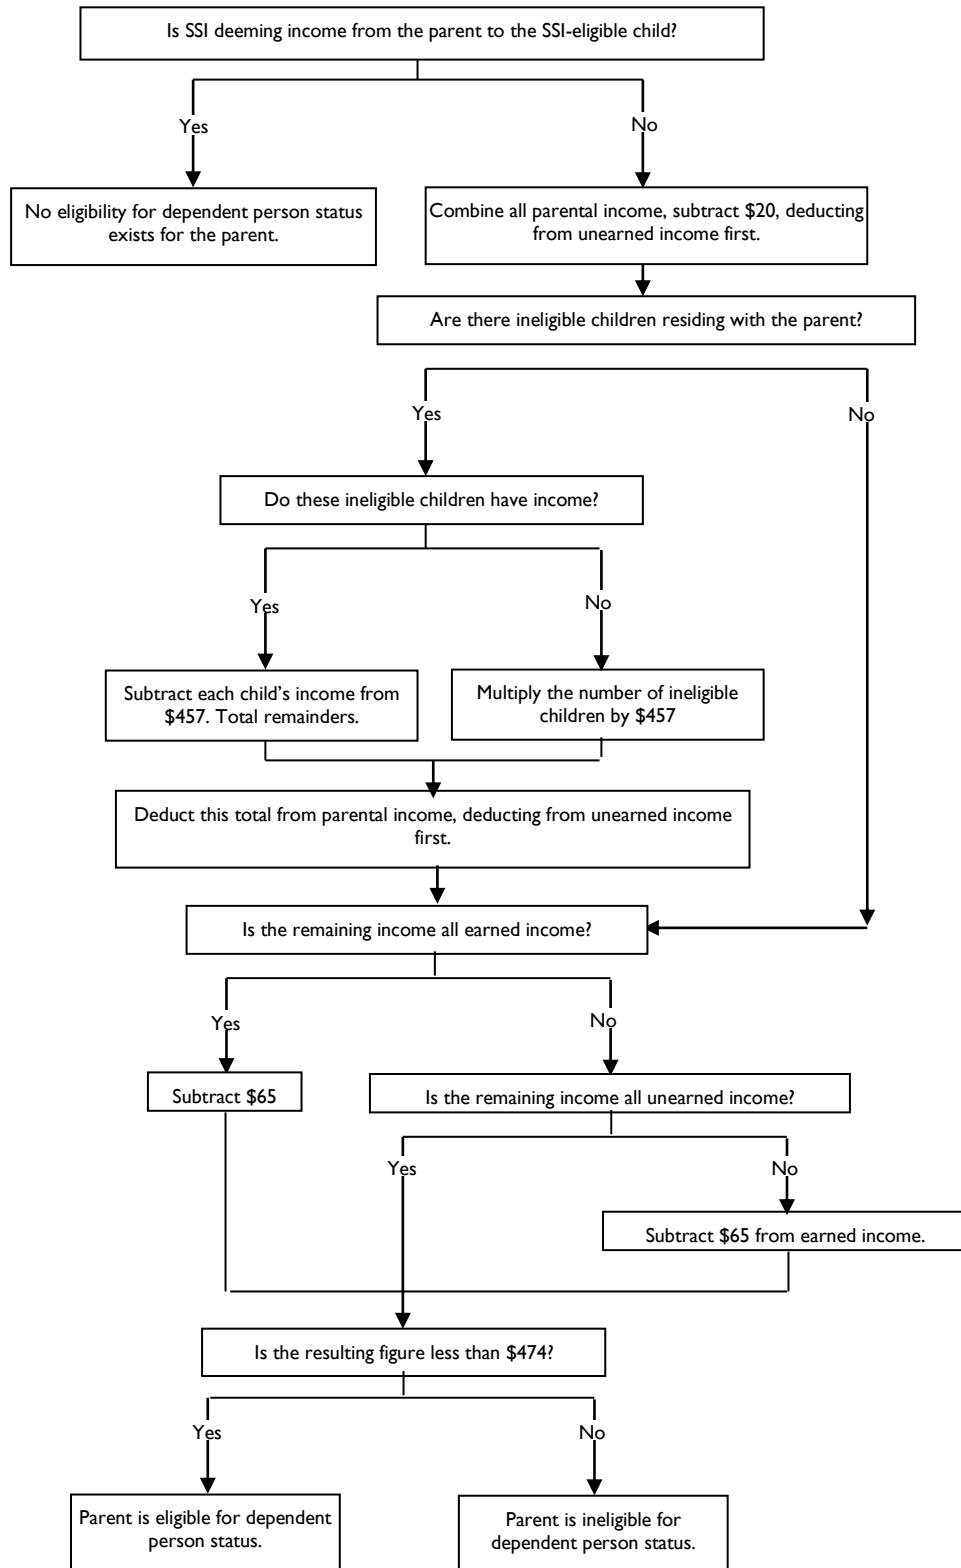 Is SSI deeming income from the parent to the SSI-eligible child?
Yes
No
No eligibility for dependent person status
exists for the parent.
Combine all parental income, subtract $20, deducting
from unearned income first.
Are there ineligible children residing with the parent?
Yes
No
Do these ineligible children have income?
Yes
No
Subtract each child’s income from
$457. Total remainders.
Multiply the number of ineligible
children by $457
Deduct this total from parental income, deducting from unearned income
first.
Is the remaining income all earned income?
Yes
No
Subtract $65
Is the remaining income all unearned income?
Yes
No
Subtract $65 from earned income.
Is the resulting figure less than $474?
Yes
No
Parent is eligible for dependent
person status.
Parent is ineligible for
dependent person status.